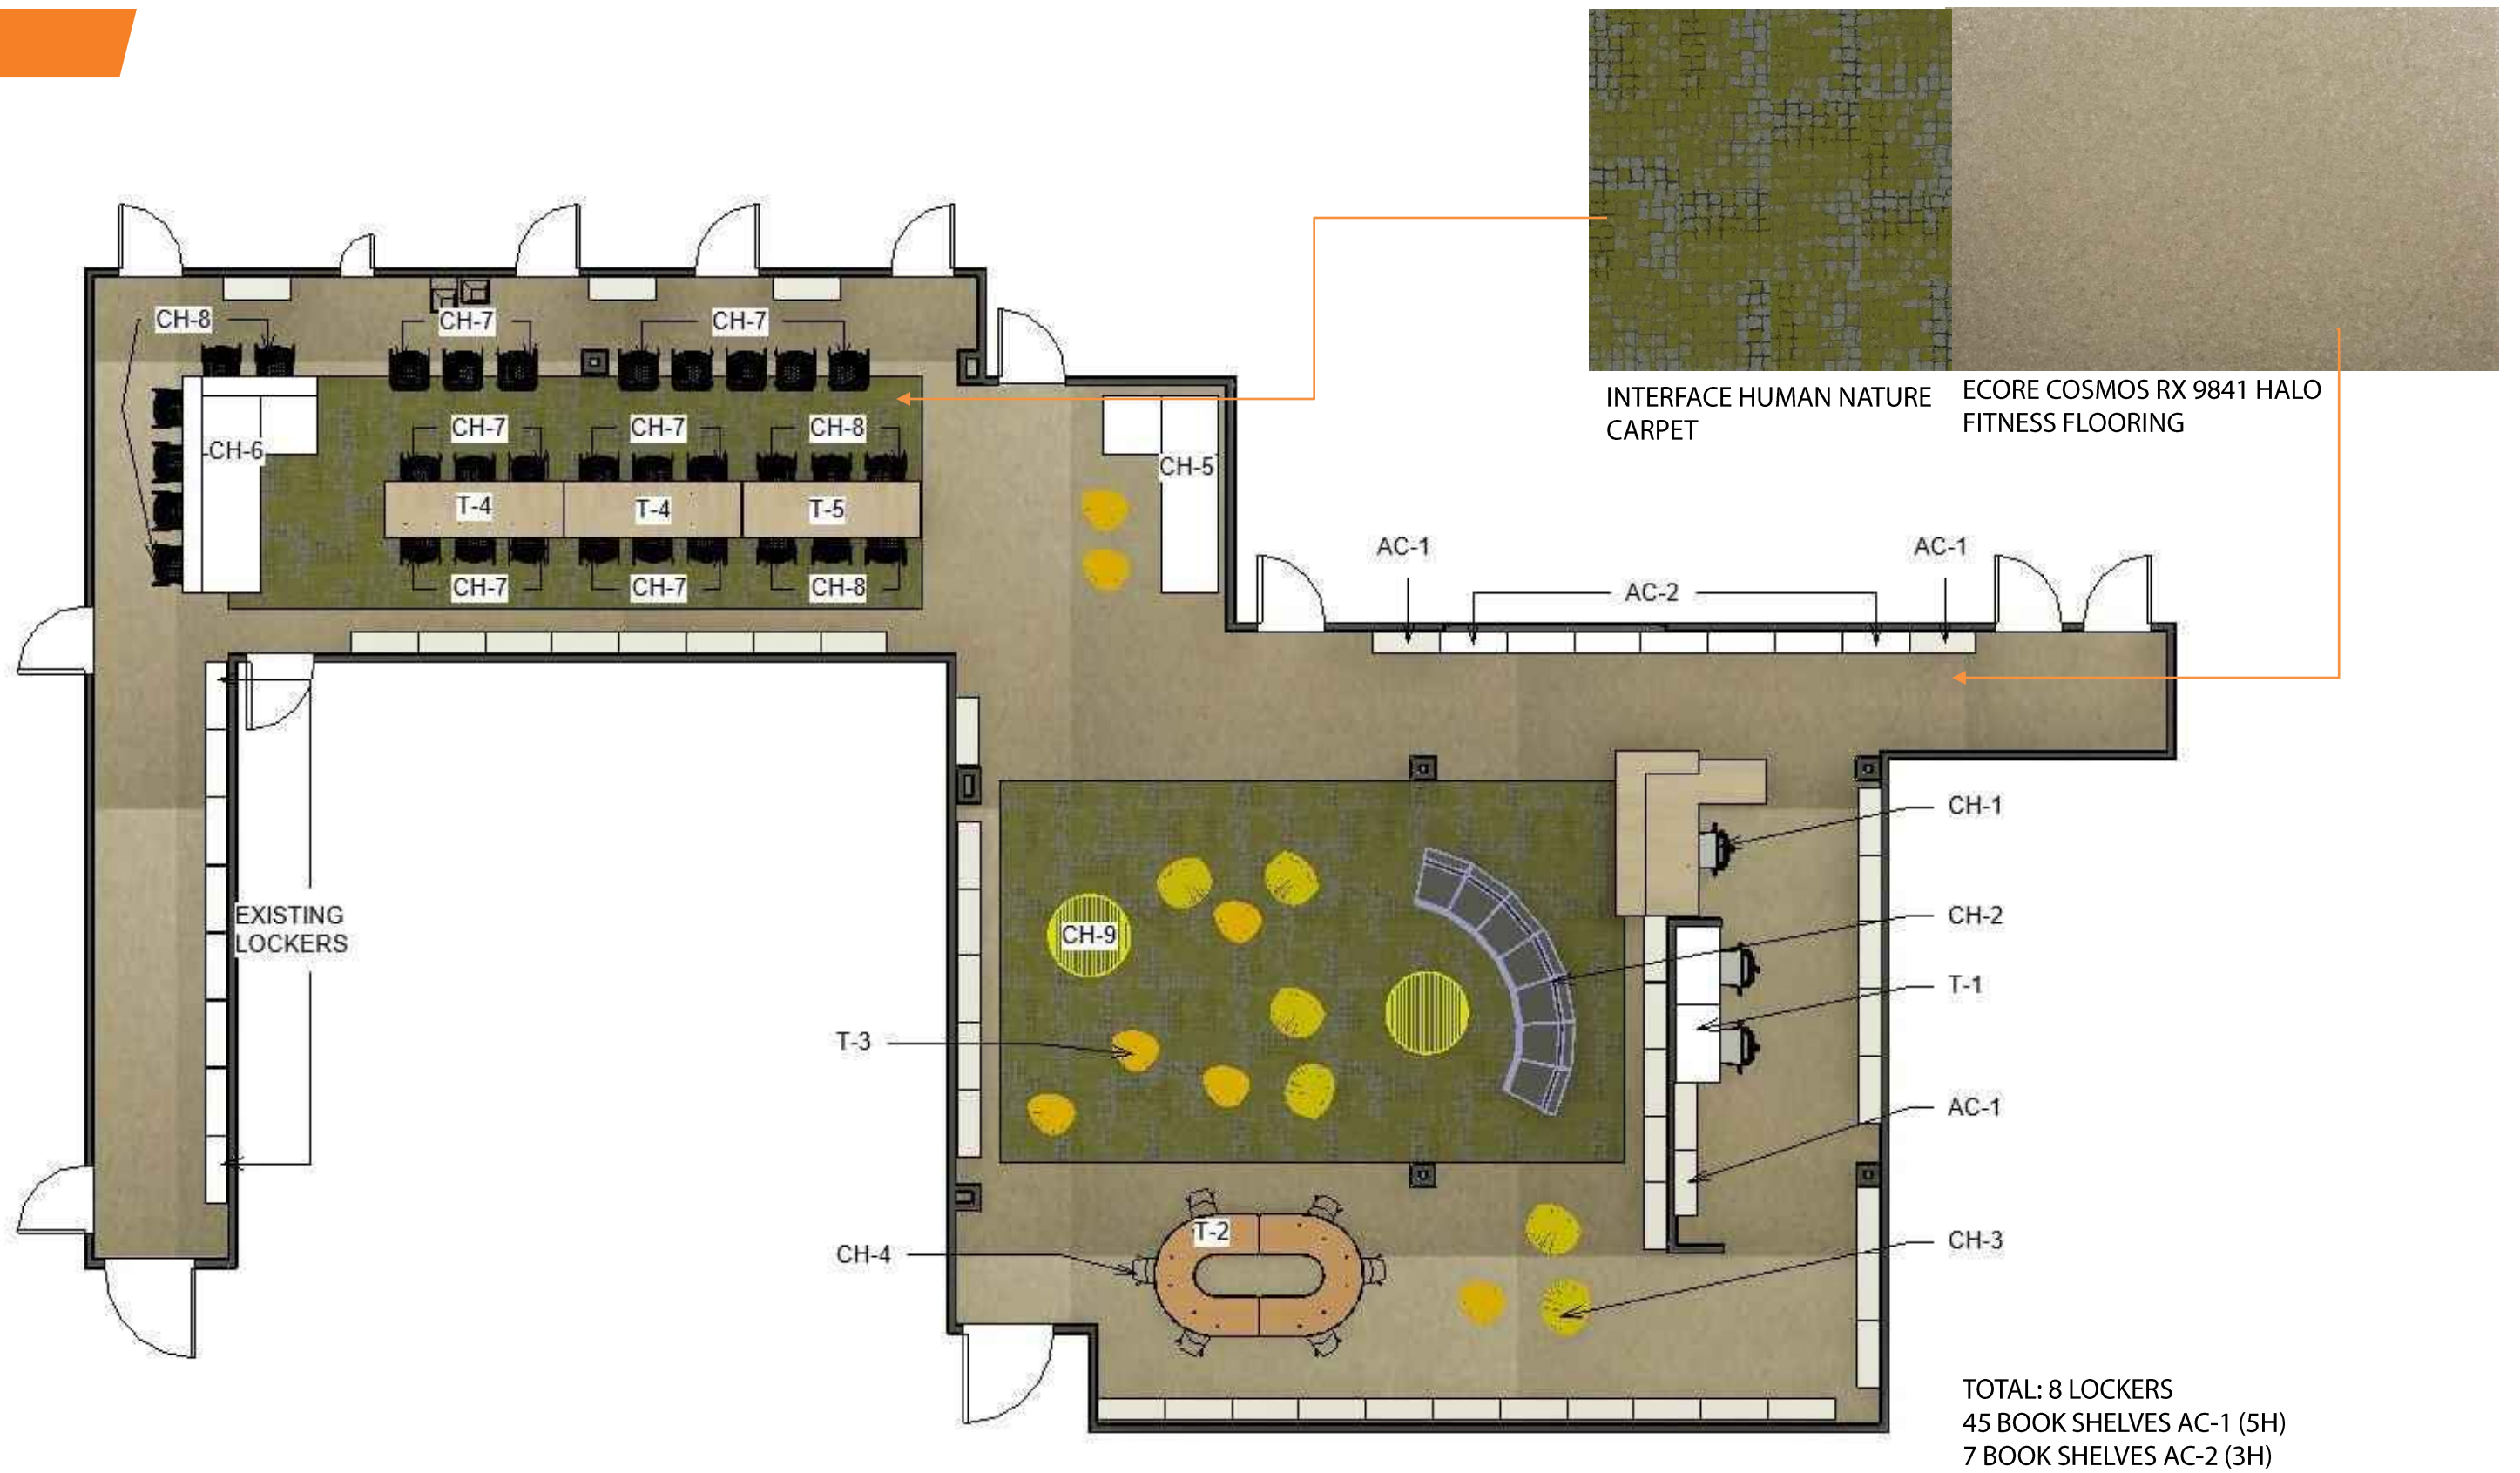 INTERFACE HUMAN NATURE
CARPET
ECORE COSMOS RX 9841 HALO
FITNESS FLOORING
CH-8
CH-7
CH-7
CH-6
CH-7
CH-7
CH-8
CH-5
T-4
T-4
T-5
CH-7
CH-7
CH-8
AC-1
AC-2
AC-1
EXISTING
LOCKERS
CH-9
CH-1
CH-2
T-1
T-3
AC-1
T-2
CH-4
CH-3
TOTAL: 8 LOCKERS
45 BOOK SHELVES AC-1 (5H)
7 BOOK SHELVES AC-2 (3H)